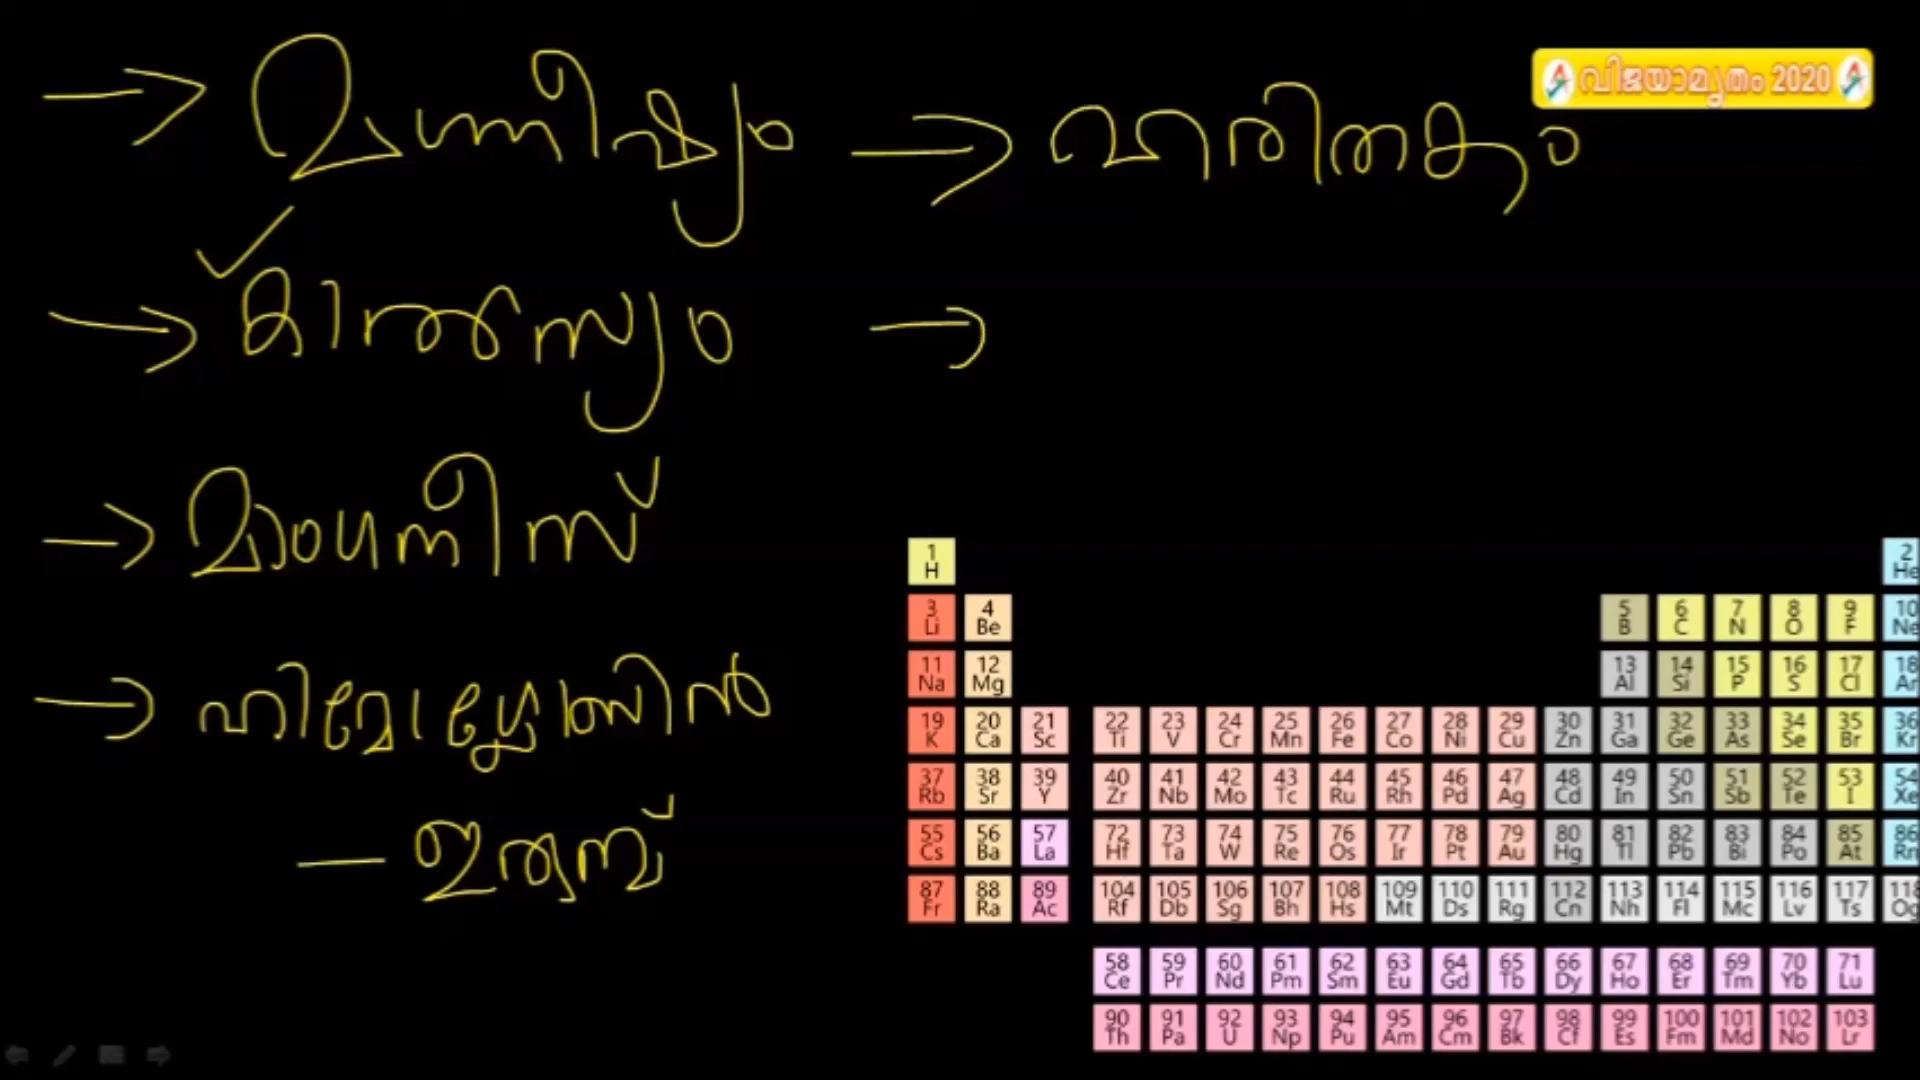 വിജയാമൃതം 2020
→ മഗ്നീഷ്യം → ഹരിതകം
→ കാൽസ്യം →
→ മാംഗനീസ്
→ ഹീമോഗ്ലോബിൻ
— ഇരുമ്പ്
1 H 2 He
3 Li 4 Be 5 B 6 C 7 N 8 O 9 F 10 Ne
11 Na 12 Mg 13 Al 14 Si 15 P 16 S 17 Cl 18 Ar
19 K 20 Ca 21 Sc 22 Ti 23 V 24 Cr 25 Mn 26 Fe 27 Co 28 Ni 29 Cu 30 Zn 31 Ga 32 Ge 33 As 34 Se 35 Br 36 Kr
37 Rb 38 Sr 39 Y 40 Zr 41 Nb 42 Mo 43 Tc 44 Ru 45 Rh 46 Pd 47 Ag 48 Cd 49 In 50 Sn 51 Sb 52 Te 53 I 54 Xe
55 Cs 56 Ba 57 La 72 Hf 73 Ta 74 W 75 Re 76 Os 77 Ir 78 Pt 79 Au 80 Hg 81 Tl 82 Pb 83 Bi 84 Po 85 At 86 Rn
87 Fr 88 Ra 89 Ac 104 Rf 105 Db 106 Sg 107 Bh 108 Hs 109 Mt 110 Ds 111 Rg 112 Cn 113 Nh 114 Fl 115 Mc 116 Lv 117 Ts 118 Og
58 Ce 59 Pr 60 Nd 61 Pm 62 Sm 63 Eu 64 Gd 65 Tb 66 Dy 67 Ho 68 Er 69 Tm 70 Yb 71 Lu
90 Th 91 Pa 92 U 93 Np 94 Pu 95 Am 96 Cm 97 Bk 98 Cf 99 Es 100 Fm 101 Md 102 No 103 Lr